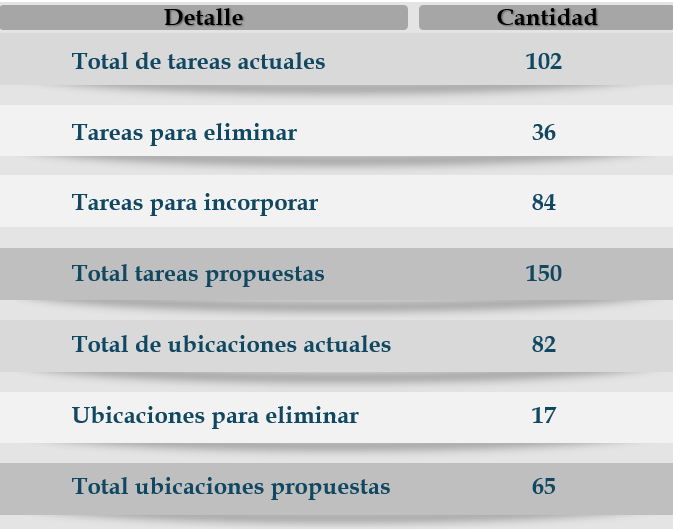 Detalle Cantidad
Total de tareas actuales 102
Tareas para eliminar 36
Tareas para incorporar 84
Total tareas propuestas 150
Total de ubicaciones actuales 82
Ubicaciones para eliminar 17
Total ubicaciones propuestas 65